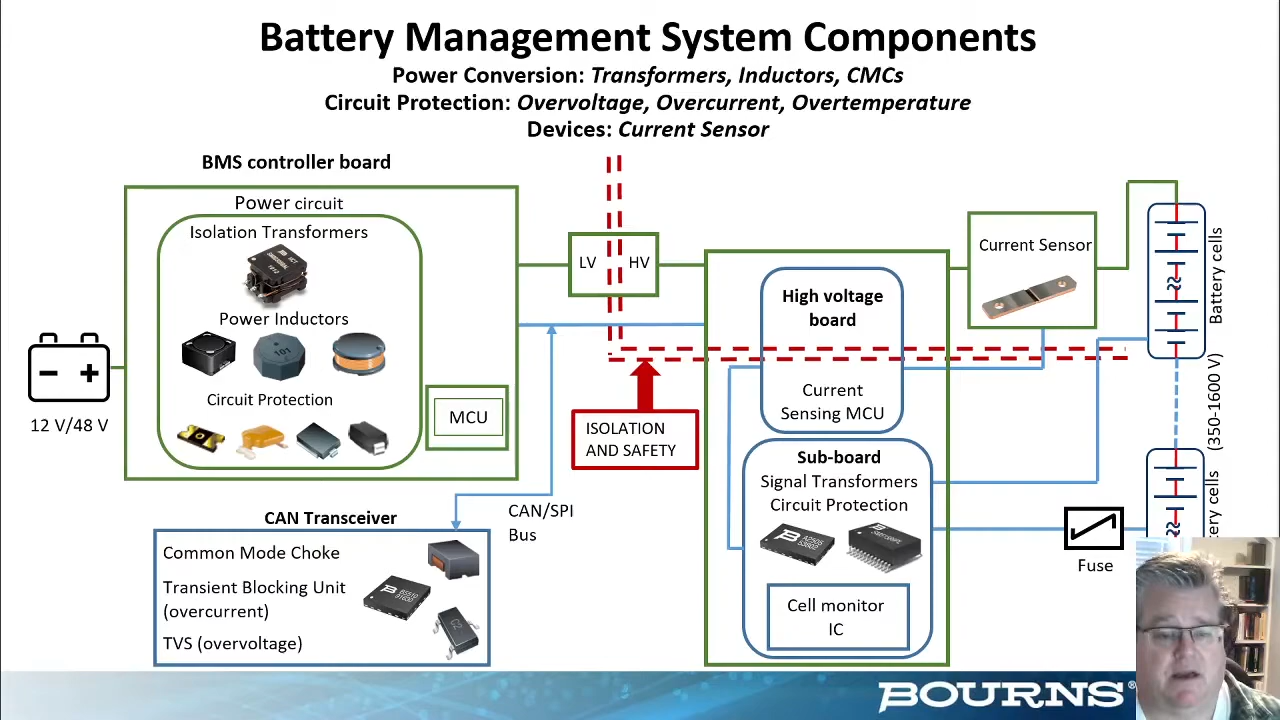 Battery Management System Components
Power Conversion: Transformers, Inductors, CMCs
Circuit Protection: Overvoltage, Overcurrent, Overtemperature
Devices: Current Sensor
BMS controller board
Power circuit
Isolation Transformers
Power Inductors
101
Circuit Protection
MCU
12 V/48 V
LV
HV
ISOLATION
AND SAFETY
CAN/SPI
Bus
CAN Transceiver
Common Mode Choke
Transient Blocking Unit
(overcurrent)
TVS (overvoltage)
High voltage
board
Current
Sensing MCU
Sub-board
Signal Transformers
Circuit Protection
Cell monitor
IC
Current Sensor
Battery cells
(350-1600 V)
tery cells
Fuse
BOURNS®